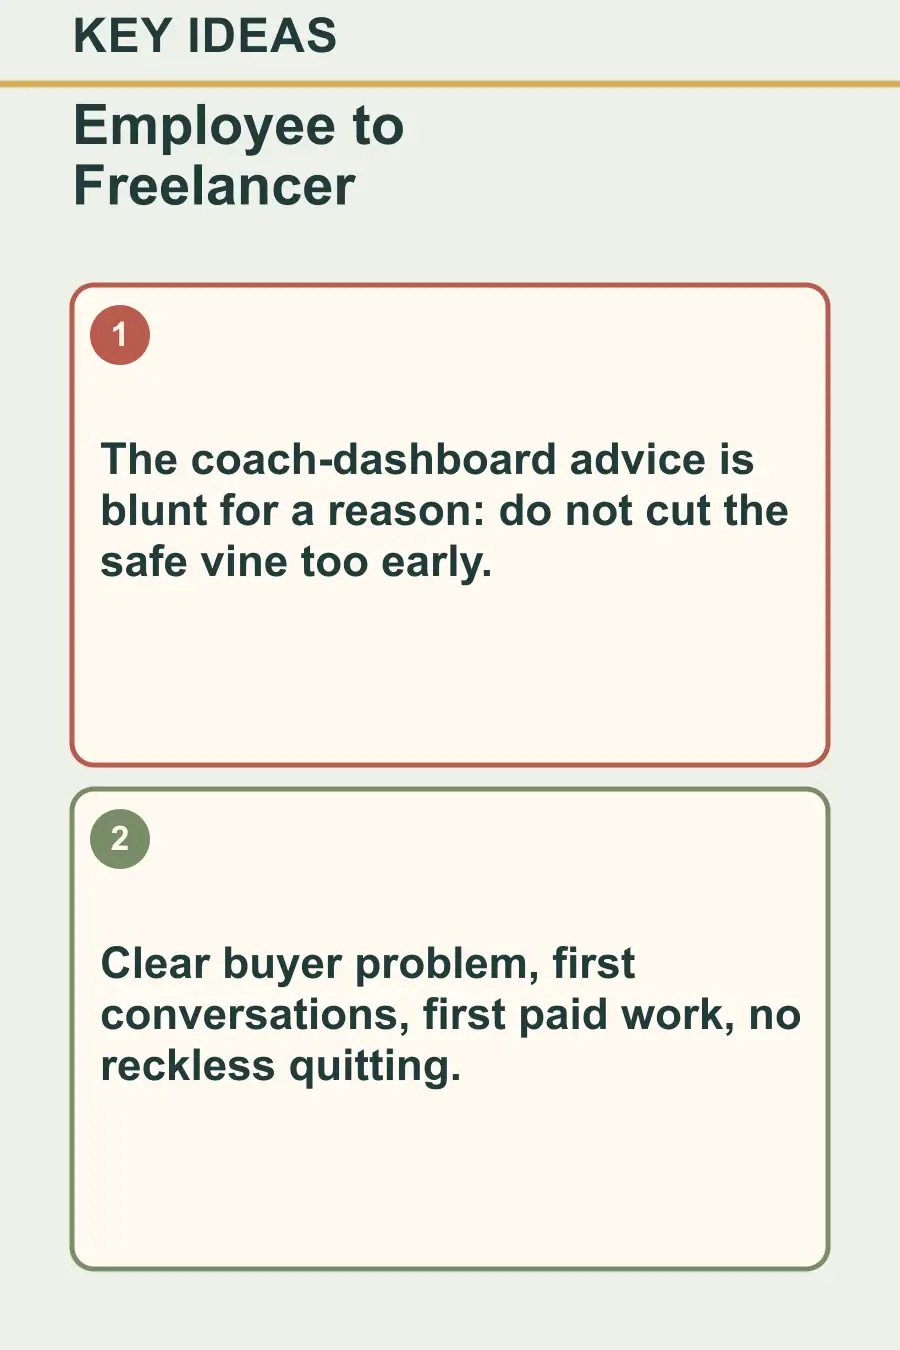 KEY IDEAS
Employee to
Freelancer
1
The coach-dashboard advice is
blunt for a reason: do not cut the
safe vine too early.
2
Clear buyer problem, first
conversations, first paid work, no
reckless quitting.